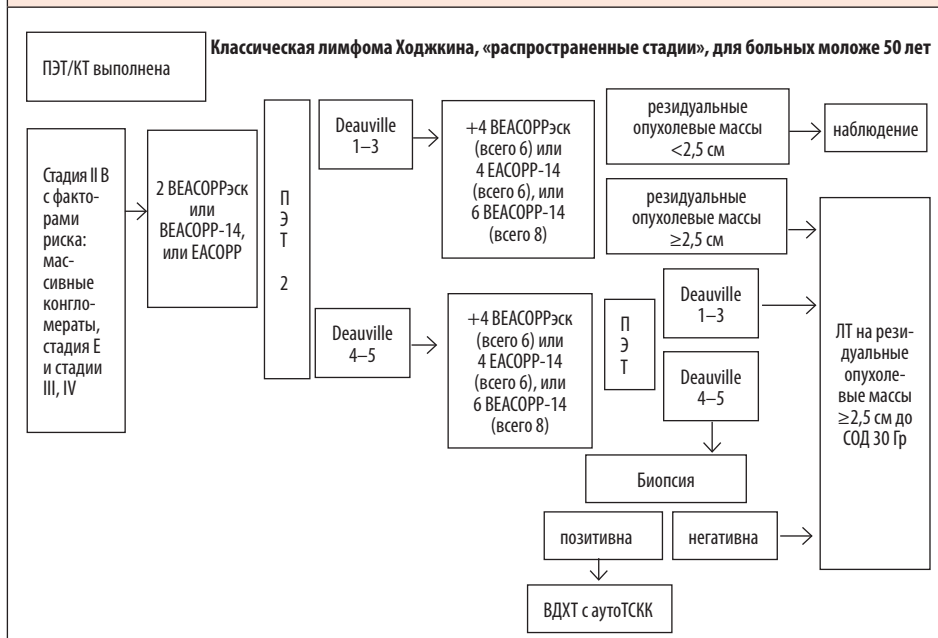 Классическая лимфома Ходжкина, «распространенные стадии», для больных моложе 50 лет
ПЭТ/КТ выполнена
Стадия II В
с факто-
рами
риска:
мас-
сивные
конгло-
мераты,
стадия Е
и стадии
III, IV
2 BEACOPPэск
или
BEACOPP-14,
или EACOPP
П
Э
Т
2
Deauville
1–3
+4 BEACOPPэск
(всего 6) или
4 EACOPP-14
(всего 6), или
6 BEACOPP-14
(всего 8)
резидуальные
опухолевые массы
<2,5 см
наблюдение
резидуальные
опухолевые массы
≥2,5 см
Deauville
4–5
+4 BEACOPPэск
(всего 6) или
4 EACOPP-14
(всего 6), или
6 BEACOPP-14
(всего 8)
П
Э
Т
Deauville
1–3
Deauville
4–5
ЛТ на рези-
дуальные
опухоле-
вые массы
≥2,5 см до
СОД 30 Гр
Биопсия
позитивна
негативна
ВДХТ с аутоТСКК